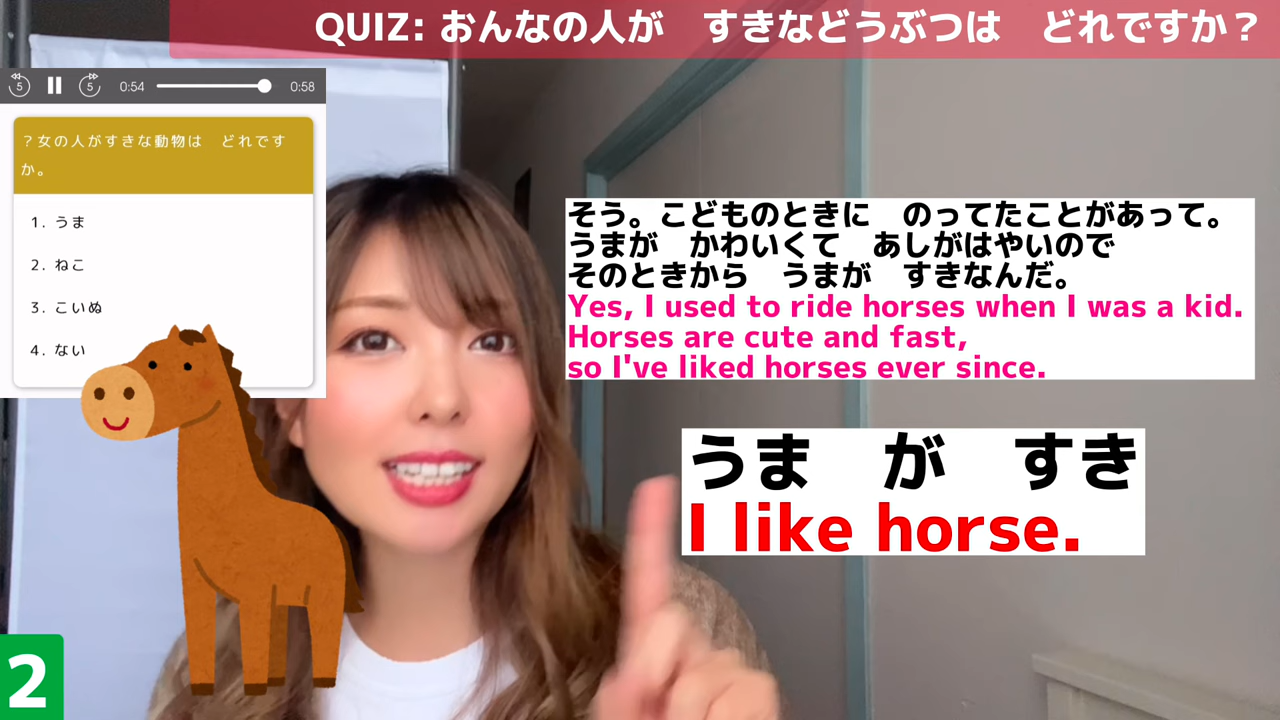 QUIZ: おんなの人が　すきなどうぶつは　どれですか？
5
5
0:54
0:58
？女の人がすきな動物は　どれです
か。
1. うま
2. ねこ
3. こいぬ
4. ない
そう。こどものときに　のってたことがあって。
うまが　かわいくて　あしがはやいので
そのときから　うまが　すきなんだ。
Yes, I used to ride horses when I was a kid.
Horses are cute and fast,
so I've liked horses ever since.
うま　が　すき
I like horse.
2